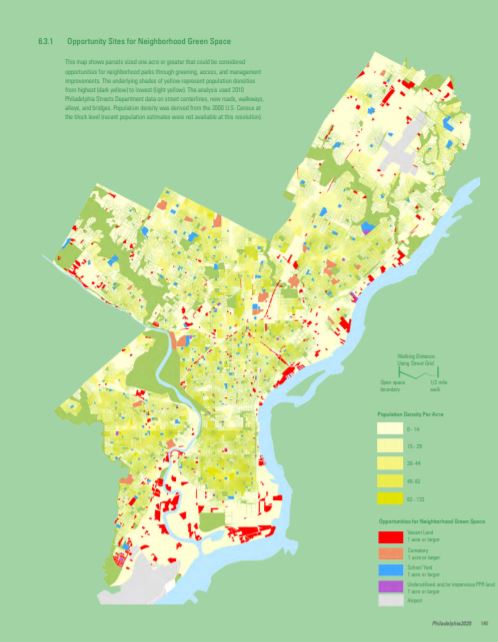 6.3.1 Opportunity Sites for Neighborhood Green Space
This map shows parcels sized one acre or greater that could be considered
opportunities for neighborhood parks through greening, access, and management
improvements. The underlying shades of yellow represent population densities
from highest (dark yellow) to lowest (light yellow). The analysis used 2010
Philadelphia Streets Department data on street centerlines, new roads, walkways,
alleys, and bridges. Population density was derived from the 2000 U.S. Census at
the block level (recent population estimates were not available at this resolution).
Walking Distance
Using Street Grid
Open space
boundary
1/2 mile
walk
Population Density Per Acre
0 - 14
15 - 29
30 - 44
45 - 62
63 - 133
Opportunities for Neighborhood Green Space
Vacant Land
1 acre or larger
Cemetery
1 acre or larger
School Yard
1 acre or larger
Underutilized and/or impervious PPR land
1 acre or larger
Airport
Philadelphia2035